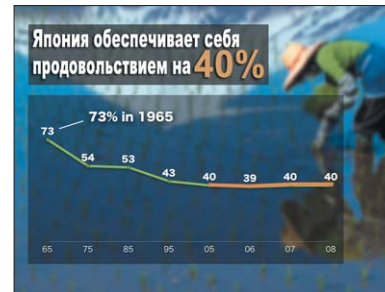 Япония обеспечивает себя
продовольствием на 40%
73% in 1965
73 54 53 43 40 39 40 40
65 75 85 95 05 06 07 08